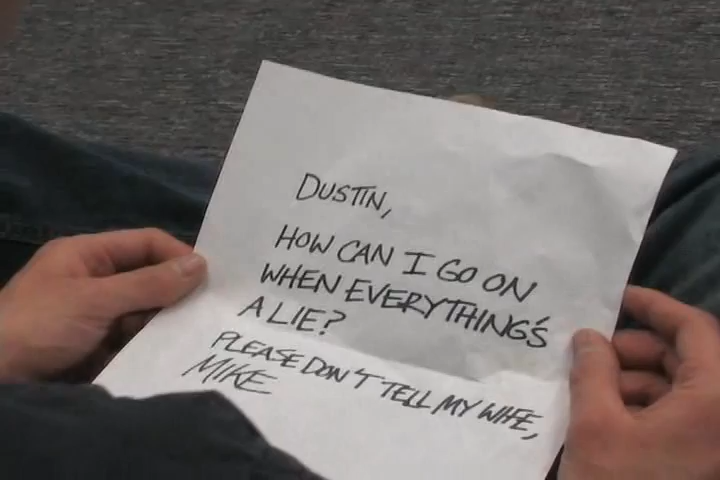 DUSTIN,
HOW CAN I GO ON
WHEN EVERYTHING'S
A LIE?
PLEASE DON'T TELL MY WIFE,
MIKE